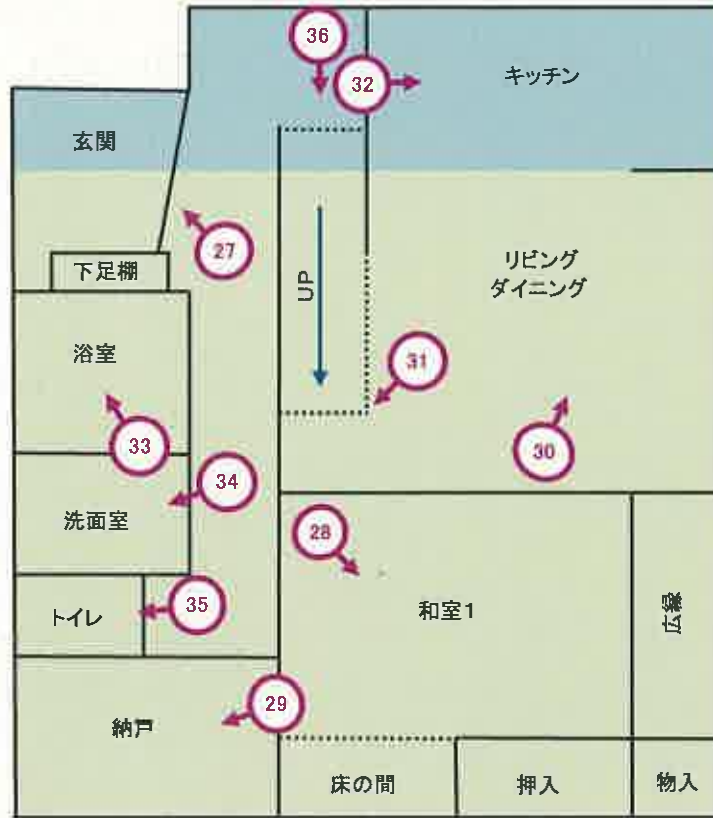 36
32
キッチン
玄関
27
下足棚
UP
リビング
ダイニング
浴室
31
33
30
34
洗面室
28
トイレ
35
和室1
広縁
29
納戸
床の間
押入
物入